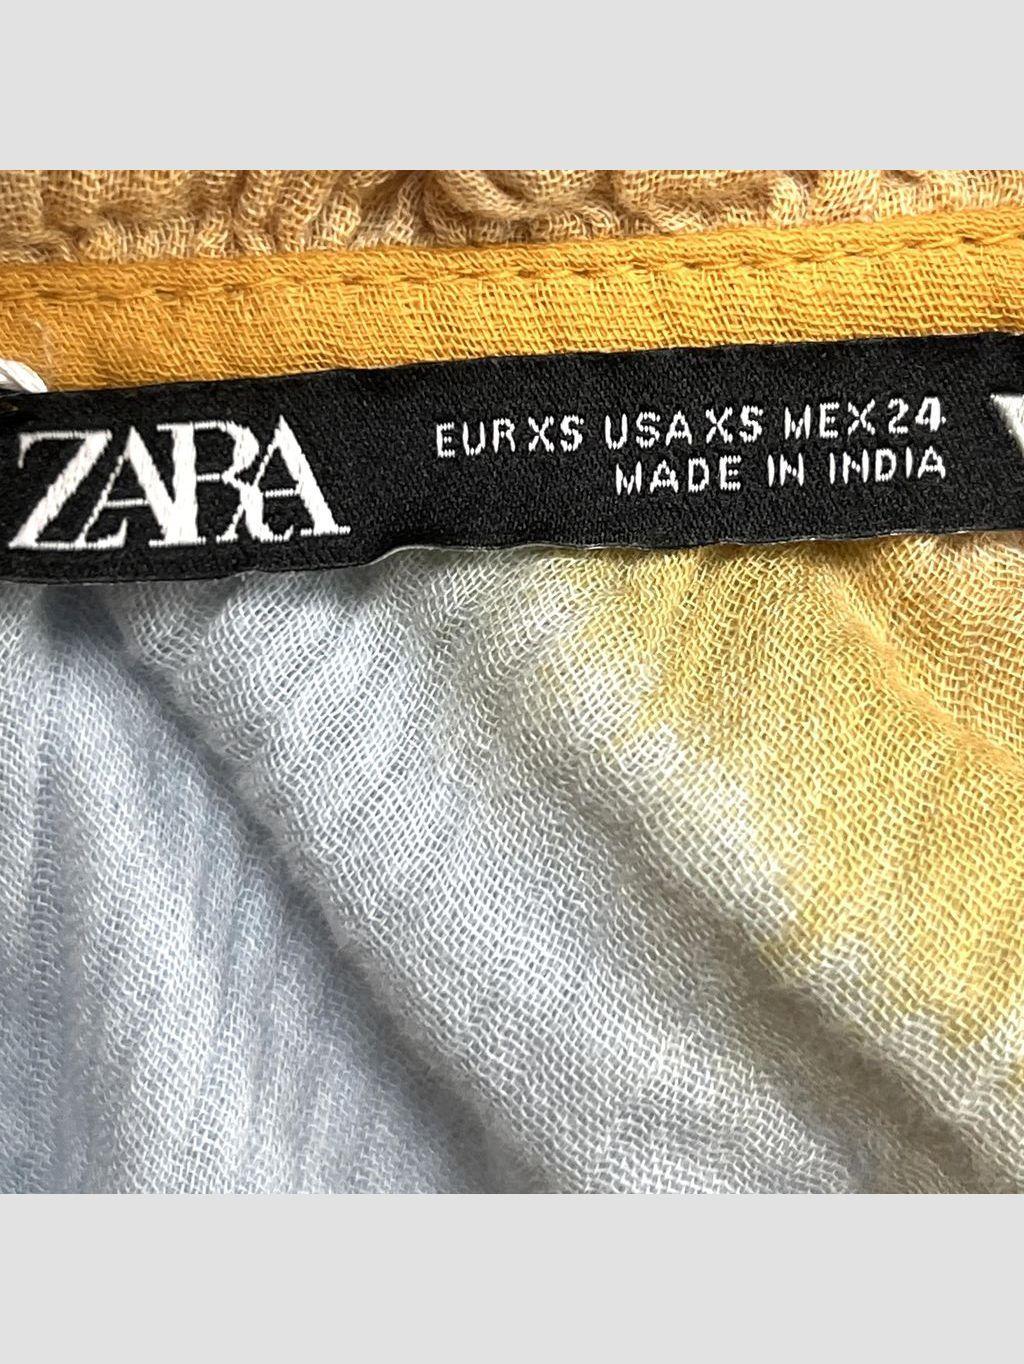 ZARA
EUR XS USA XS MEX 24
MADE IN INDIA